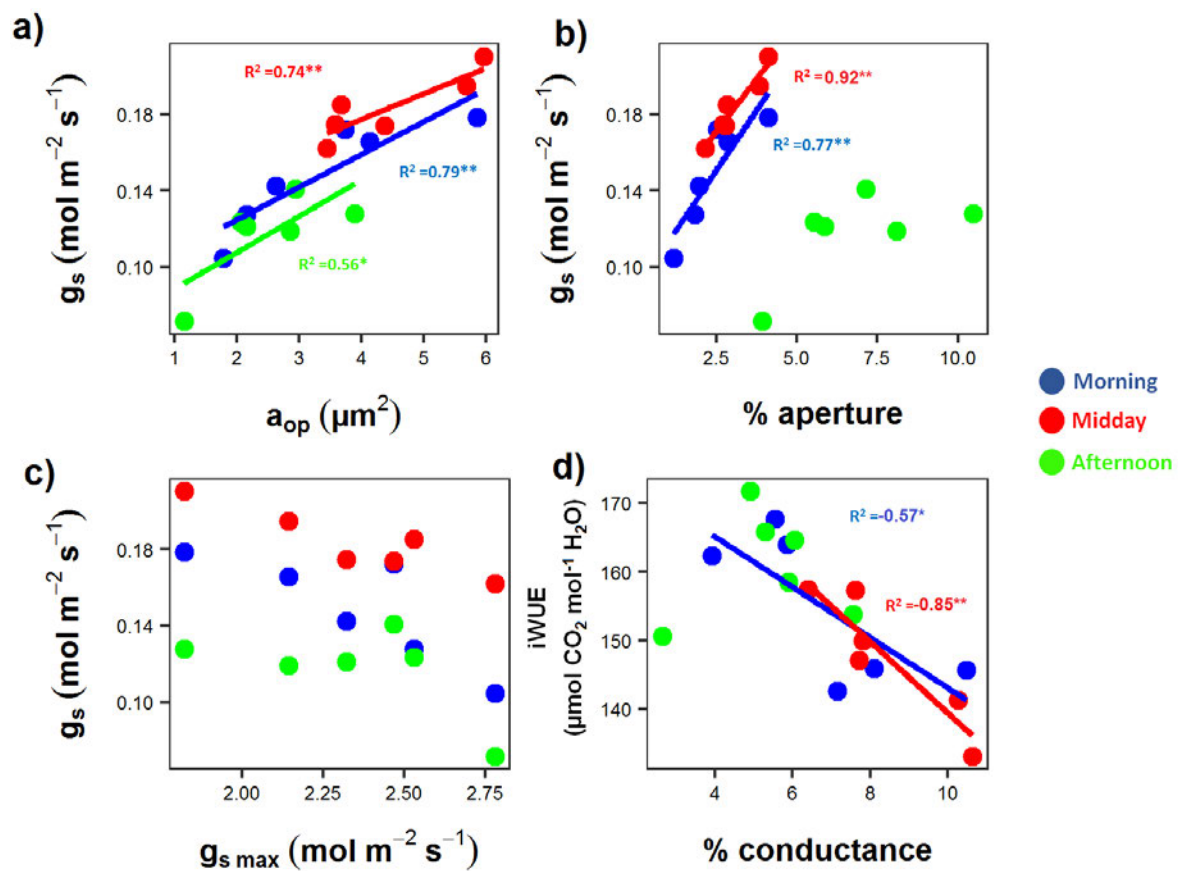 a)
R² =0.74**
R² =0.79**
R² =0.56*
0.18
0.14
0.10
gs (mol m−2 s−1)
1 2 3 4 5 6
aop (µm2)
b)
R² =0.92**
R² =0.77**
0.18
0.14
0.10
gs (mol m−2 s−1)
2.5 5.0 7.5 10.0
% aperture
Morning
Midday
Afternoon
c)
0.18
0.14
0.10
gs (mol m−2 s−1)
2.00 2.25 2.50 2.75
gs max (mol m−2 s−1)
d)
R² =-0.57*
R² =-0.85**
170
160
150
140
iWUE
(µmol CO2 mol-1 H2O)
4 6 8 10
% conductance